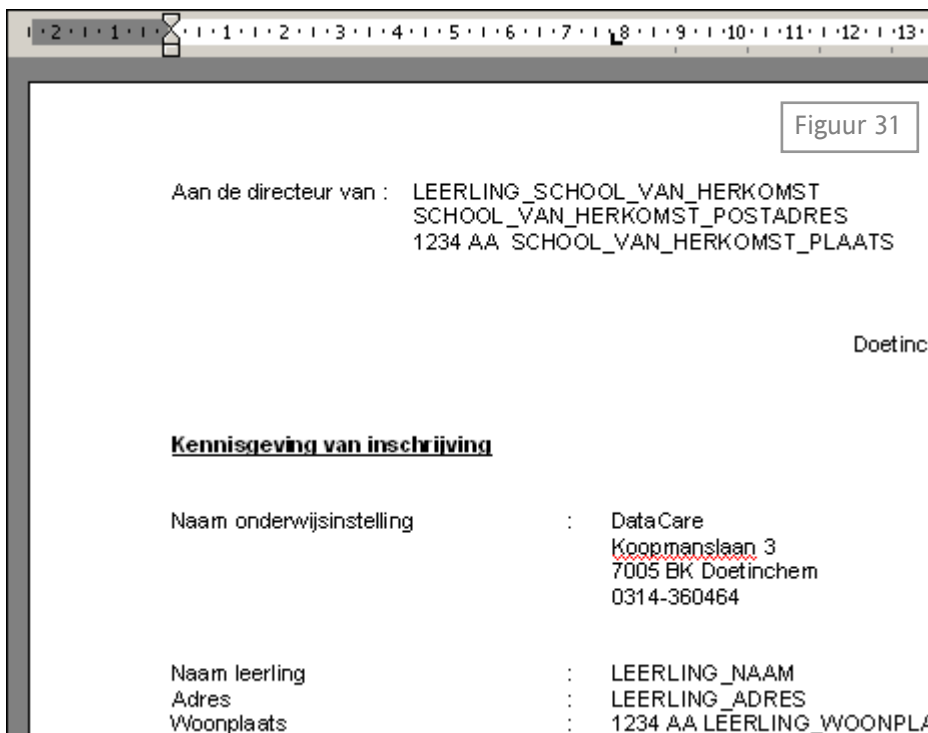 2 1 1 2 3 4 5 6 7 8 9 10 11 12 13
Figuur 31
Aan de directeur van : LEERLING_SCHOOL_VAN_HERKOMST
SCHOOL_VAN_HERKOMST_POSTADRES
1234 AA SCHOOL_VAN_HERKOMST_PLAATS
Doetinc
Kennisgeving van inschrijving
Naam onderwijsinstelling : DataCare
Koopmanslaan 3
7005 BK Doetinchem
0314-360464
Naam leerling : LEERLING_NAAM
Adres : LEERLING_ADRES
Woonplaats : 1234 AA LEERLING_WOONPLA